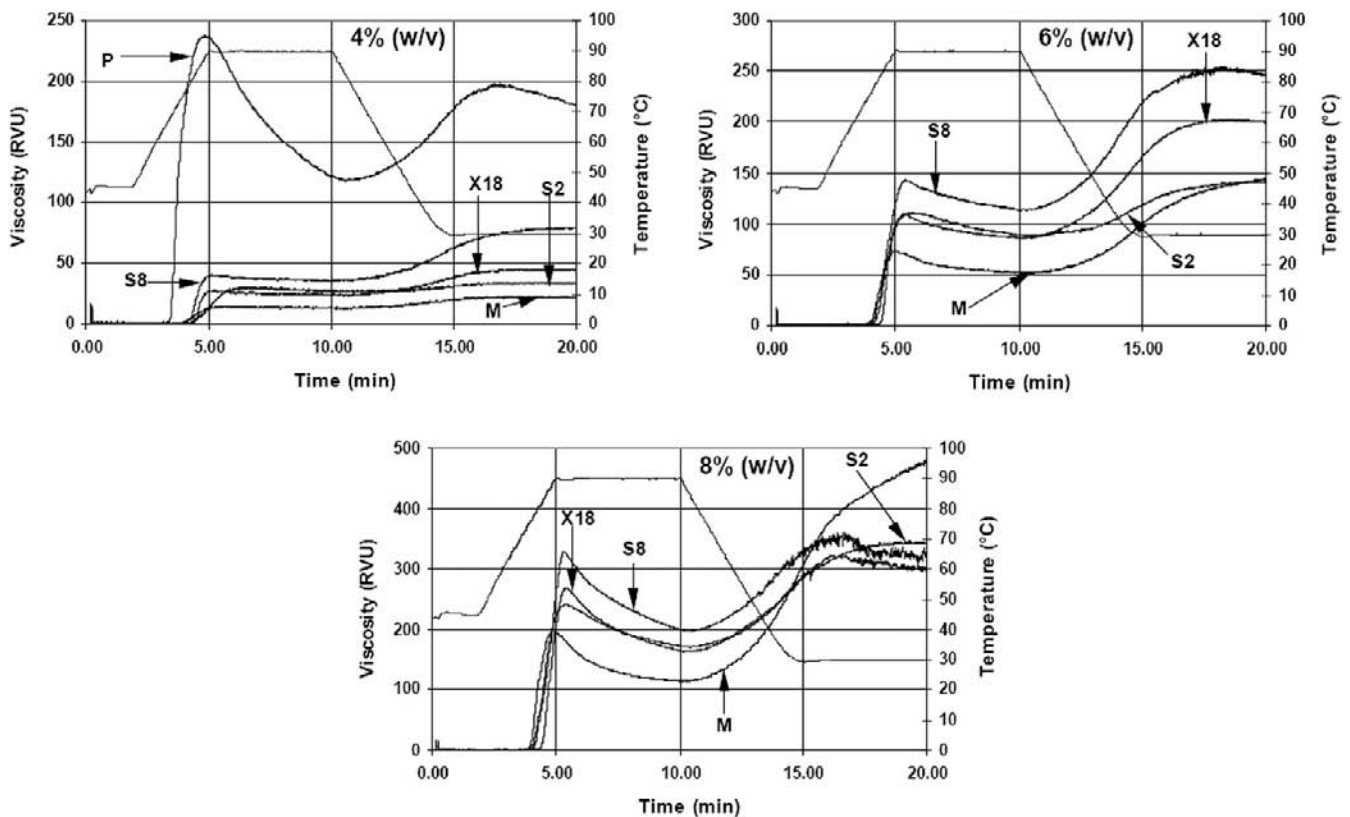 4% (w/v)
250
200
150
100
50
0
100
90
80
70
60
50
40
30
20
10
0
P
S8
X18
S2
M
Viscosity (RVU)
Temperature (°C)
0.00 5.00 10.00 15.00 20.00
Time (min)
6% (w/v)
300
250
200
150
100
50
0
100
90
80
70
60
50
40
30
20
10
0
X18
S8
S2
M
Viscosity (RVU)
Temperature (°C)
0.00 5.00 10.00 15.00 20.00
Time (min)
8% (w/v)
500
400
300
200
100
0
100
90
80
70
60
50
40
30
20
10
0
S2
X18
S8
M
Viscosity (RVU)
Temperature (°C)
0.00 5.00 10.00 15.00 20.00
Time (min)